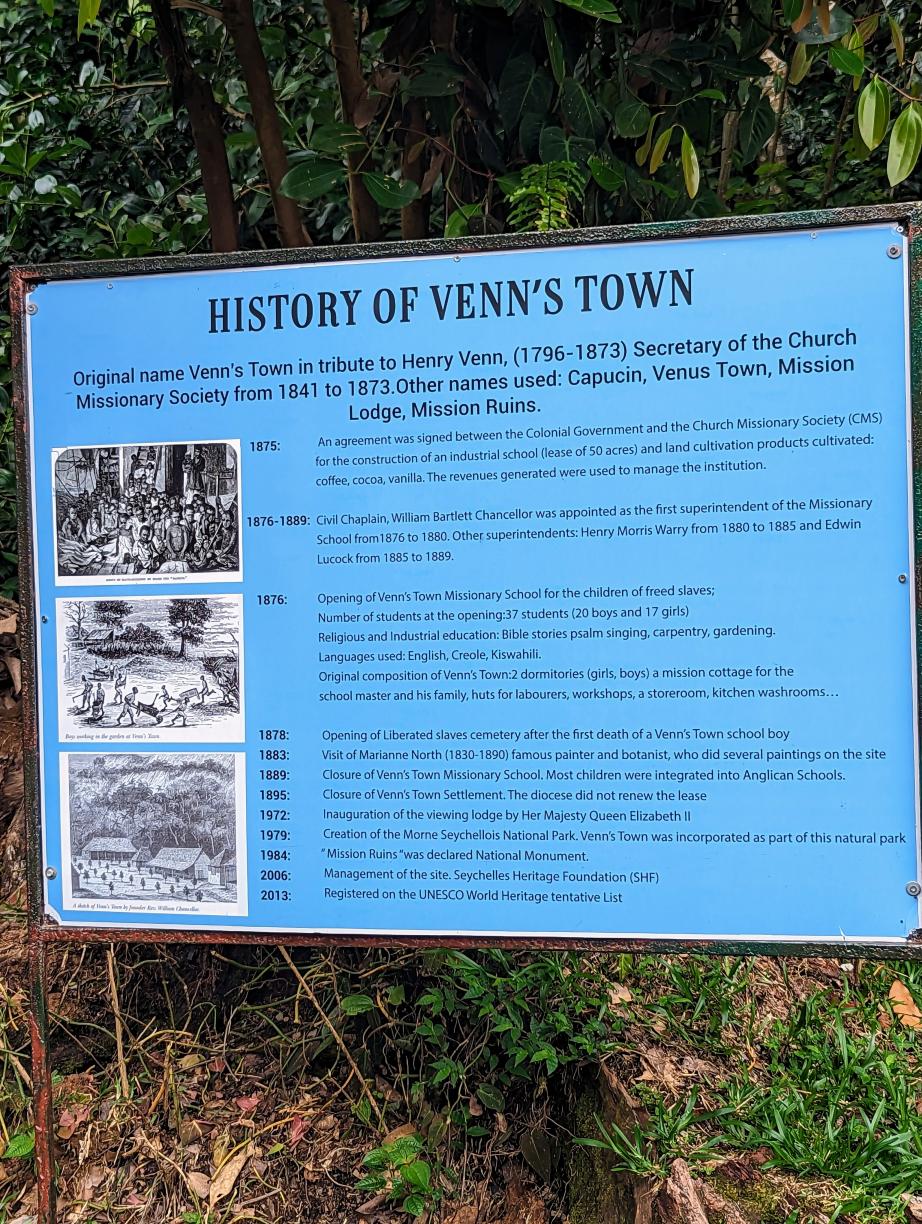 HISTORY OF VENN'S TOWN
Original name Venn's Town in tribute to Henry Venn, (1796-1873) Secretary of the Church
Missionary Society from 1841 to 1873.Other names used: Capucin, Venus Town, Mission
Lodge, Mission Ruins.
1875: An agreement was signed between the Colonial Government and the Church Missionary Society (CMS)
for the construction of an industrial school (lease of 50 acres) and land cultivation products cultivated:
coffee, cocoa, vanilla. The revenues generated were used to manage the institution.
1876-1889: Civil Chaplain, William Bartlett Chancellor was appointed as the first superintendent of the Missionary
School from1876 to 1880. Other superintendents: Henry Morris Warry from 1880 to 1885 and Edwin
Lucock from 1885 to 1889.
1876: Opening of Venn's Town Missionary School for the children of freed slaves;
Number of students at the opening:37 students (20 boys and 17 girls)
Religious and Industrial education: Bible stories psalm singing, carpentry, gardening.
Languages used: English, Creole, Kiswahili.
Original composition of Venn's Town:2 dormitories (girls, boys) a mission cottage for the
school master and his family, huts for labourers, workshops, a storeroom, kitchen washrooms...
1878: Opening of Liberated slaves cemetery after the first death of a Venn's Town school boy
1883: Visit of Marianne North (1830-1890) famous painter and botanist, who did several paintings on the site
1889: Closure of Venn's Town Missionary School. Most children were integrated into Anglican Schools.
1895: Closure of Venn's Town Settlement. The diocese did not renew the lease
1972: Inauguration of the viewing lodge by Her Majesty Queen Elizabeth II
1979: Creation of the Morne Seychellois National Park. Venn's Town was incorporated as part of this natural park
1984: "Mission Ruins"was declared National Monument.
2006: Management of the site. Seychelles Heritage Foundation (SHF)
2013: Registered on the UNESCO World Heritage tentative List
Boys working in the garden at Venn's Town.
A sketch of Venn's Town by founder Rev. William Chancellor.